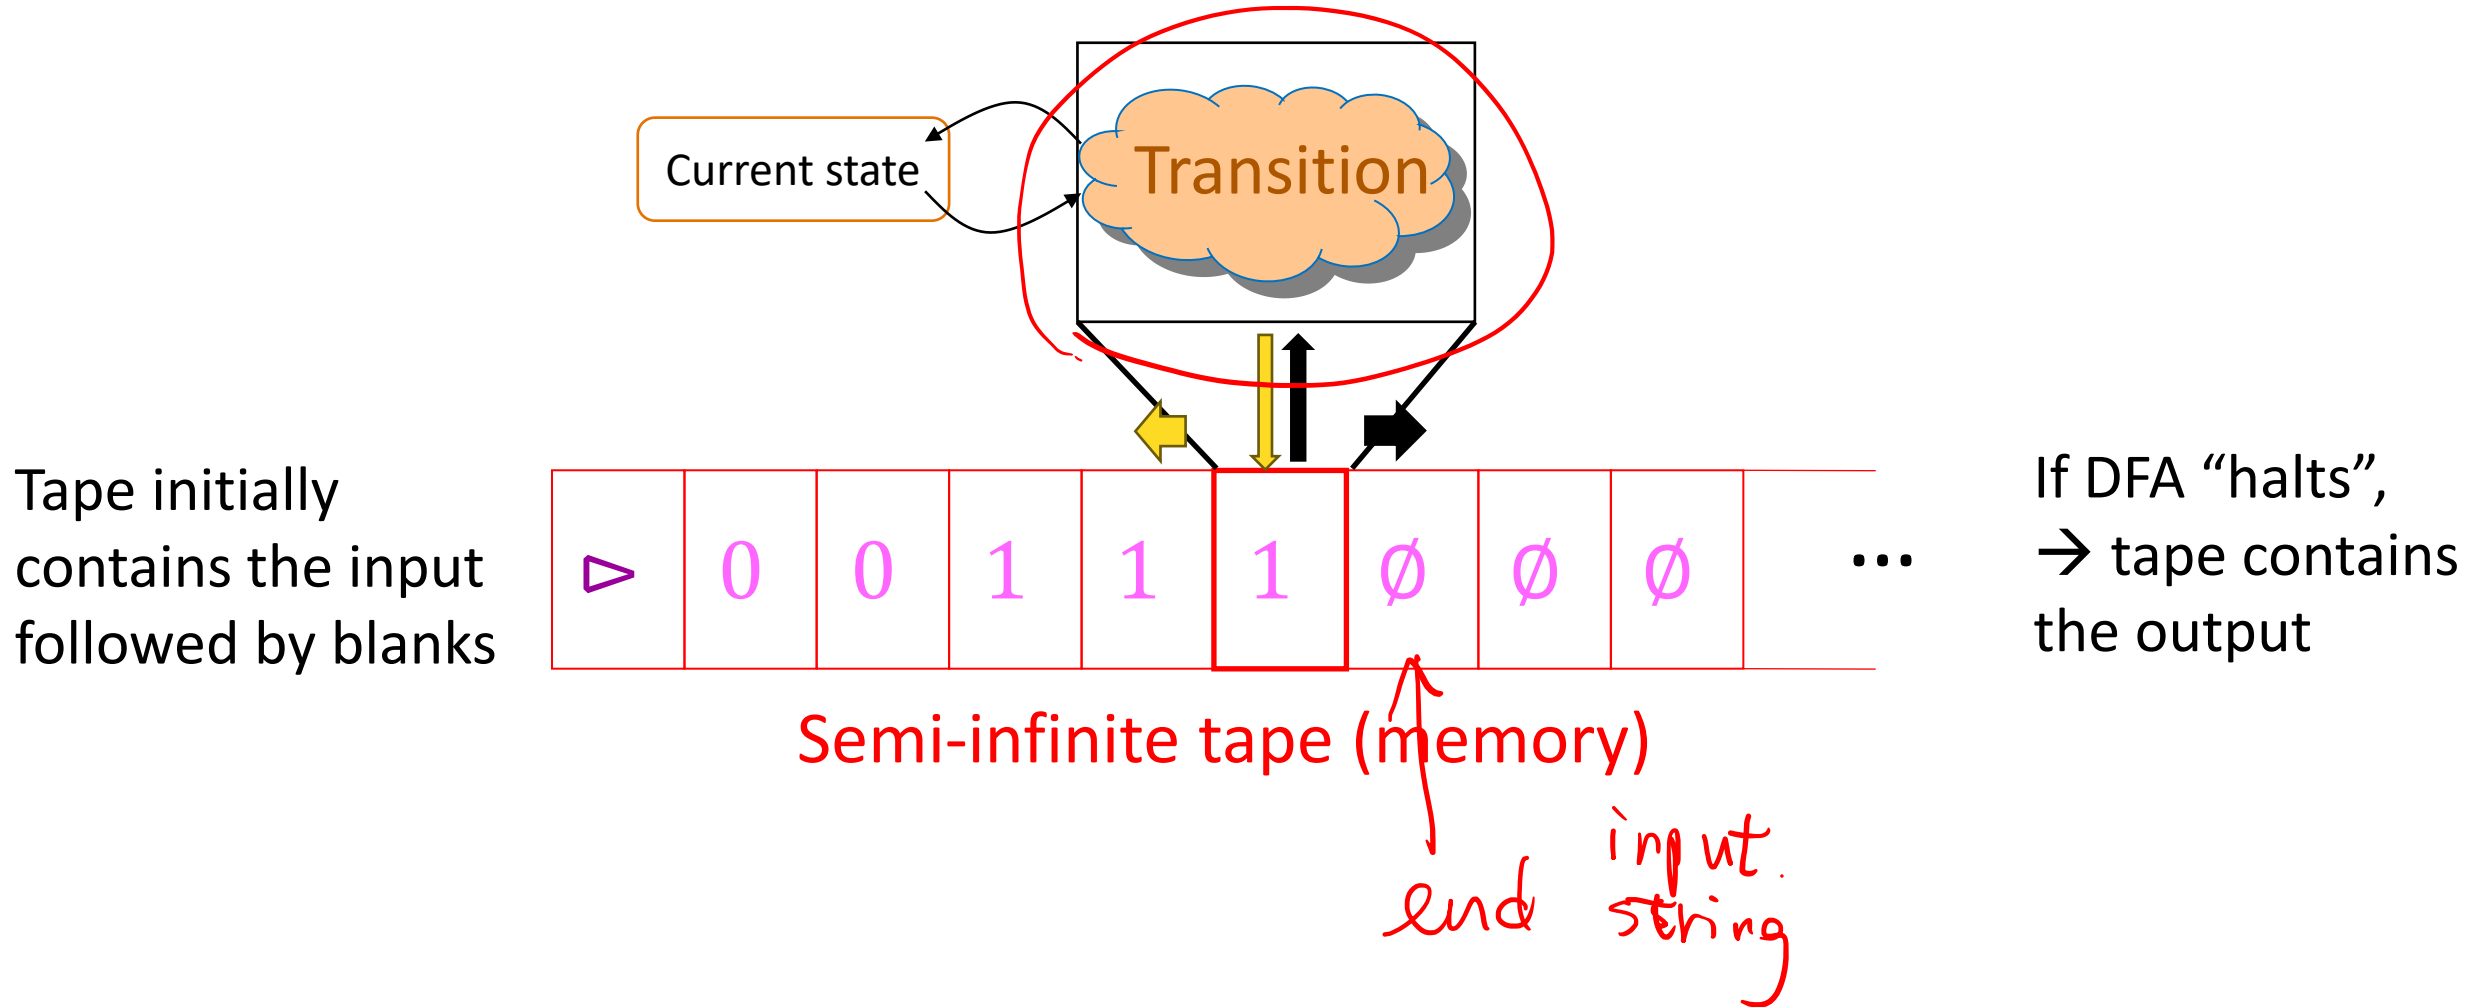 Current state
Transition
Tape initially
contains the input
followed by blanks
▷ 0 0 1 1 1 ∅ ∅ ∅ ...
If DFA “halts”,
→ tape contains
the output
Semi-infinite tape (memory)
end input
string